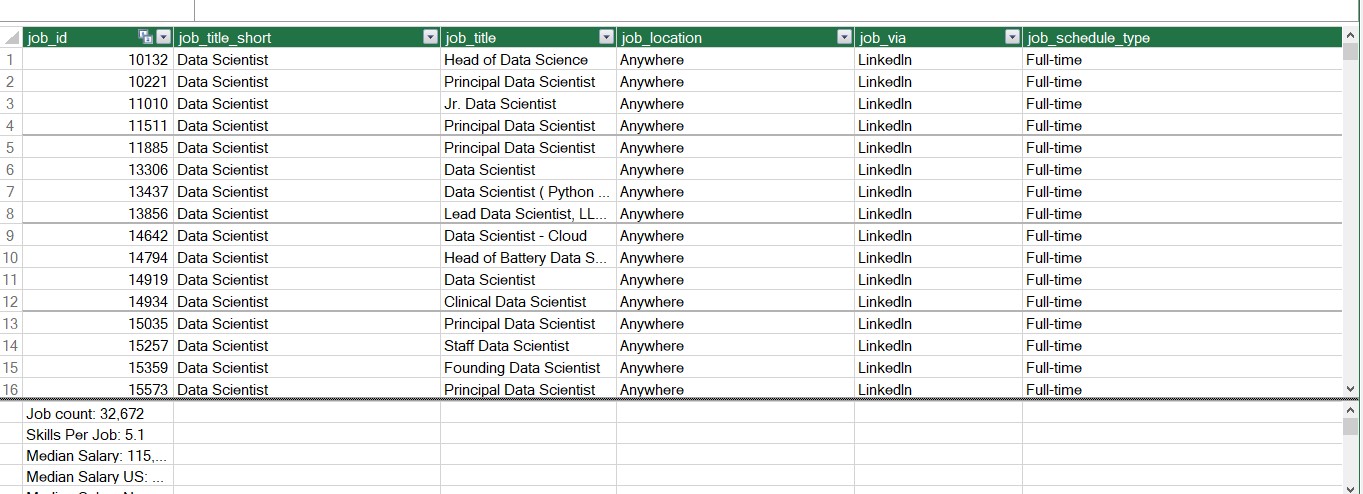 job_id job_title_short job_title job_location job_via job_schedule_type
1 10132 Data Scientist Head of Data Science Anywhere LinkedIn Full-time
2 10221 Data Scientist Principal Data Scientist Anywhere LinkedIn Full-time
3 11010 Data Scientist Jr. Data Scientist Anywhere LinkedIn Full-time
4 11511 Data Scientist Principal Data Scientist Anywhere LinkedIn Full-time
5 11885 Data Scientist Principal Data Scientist Anywhere LinkedIn Full-time
6 13306 Data Scientist Data Scientist Anywhere LinkedIn Full-time
7 13437 Data Scientist Data Scientist ( Python ... Anywhere LinkedIn Full-time
8 13856 Data Scientist Lead Data Scientist, LL... Anywhere LinkedIn Full-time
9 14642 Data Scientist Data Scientist - Cloud Anywhere LinkedIn Full-time
10 14794 Data Scientist Head of Battery Data S... Anywhere LinkedIn Full-time
11 14919 Data Scientist Data Scientist Anywhere LinkedIn Full-time
12 14934 Data Scientist Clinical Data Scientist Anywhere LinkedIn Full-time
13 15035 Data Scientist Principal Data Scientist Anywhere LinkedIn Full-time
14 15257 Data Scientist Staff Data Scientist Anywhere LinkedIn Full-time
15 15359 Data Scientist Founding Data Scientist Anywhere LinkedIn Full-time
16 15573 Data Scientist Principal Data Scientist Anywhere LinkedIn Full-time
Job count: 32,672
Skills Per Job: 5.1
Median Salary: 115,...
Median Salary US: ...